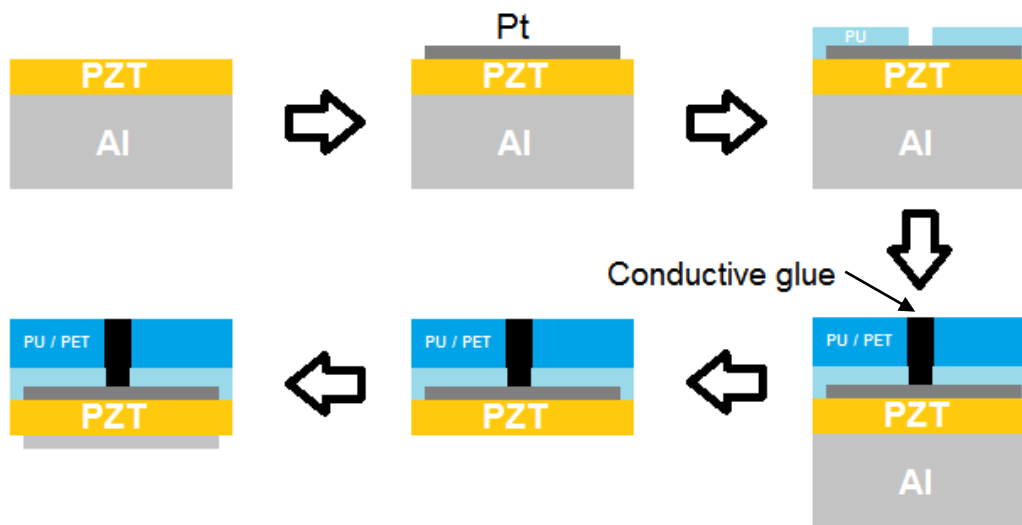 PZT
Al
Pt
PZT
Al
PU
PZT
Al
Conductive glue
PU / PET
PZT
Al
PU / PET
PZT
PU / PET
PZT